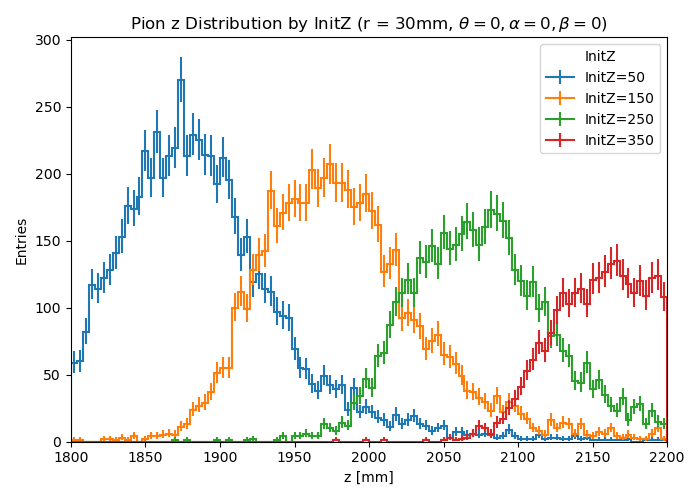 Pion z Distribution by InitZ (r = 30mm, θ = 0, α = 0, β = 0)
Entries
300
250
200
150
100
50
0
InitZ
InitZ=50
InitZ=150
InitZ=250
InitZ=350
1800 1850 1900 1950 2000 2050 2100 2150 2200
z [mm]